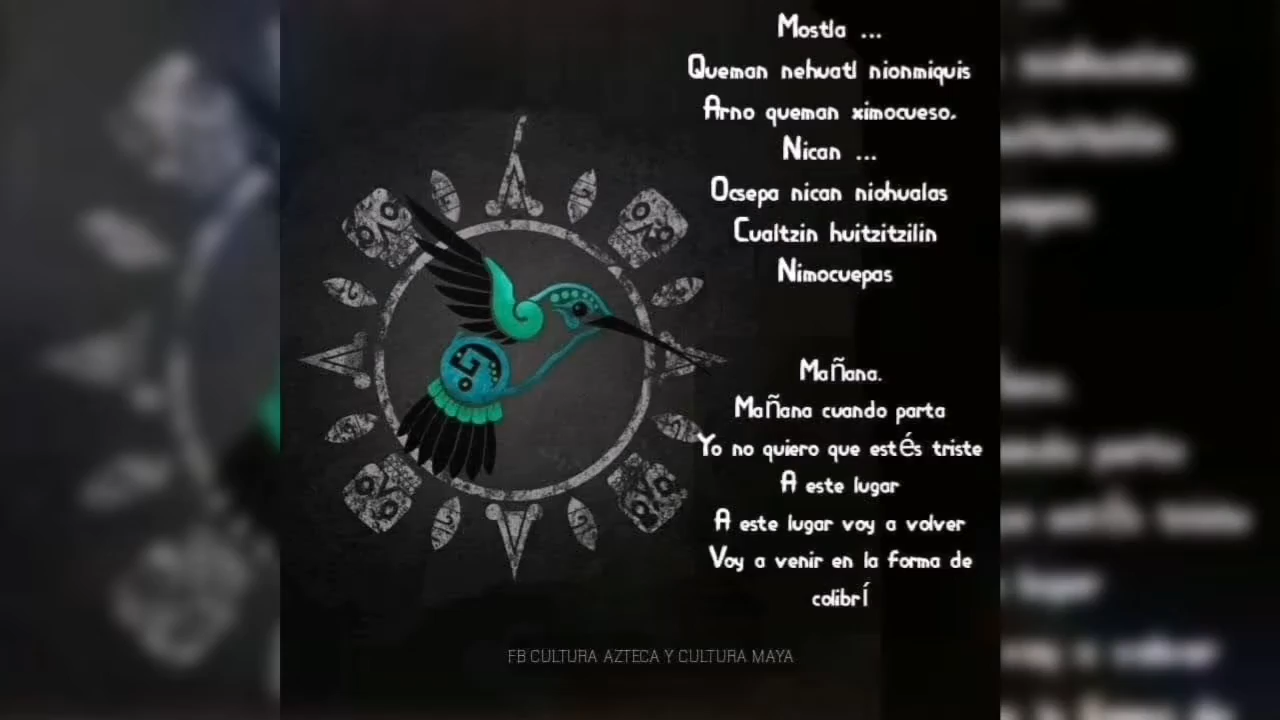 Mostla ...
Queman nehuatl nionmiquis
Arno queman ximocueso.
Nican ...
Ocsepa nican niohualas
Cualtzin huitzitzilin
Nimocuepas
Mañana.
Mañana cuando parta
Yo no quiero que estés triste
A este lugar
A este lugar voy a volver
Voy a venir en la forma de
colibrí
FB CULTURA AZTECA Y CULTURA MAYA